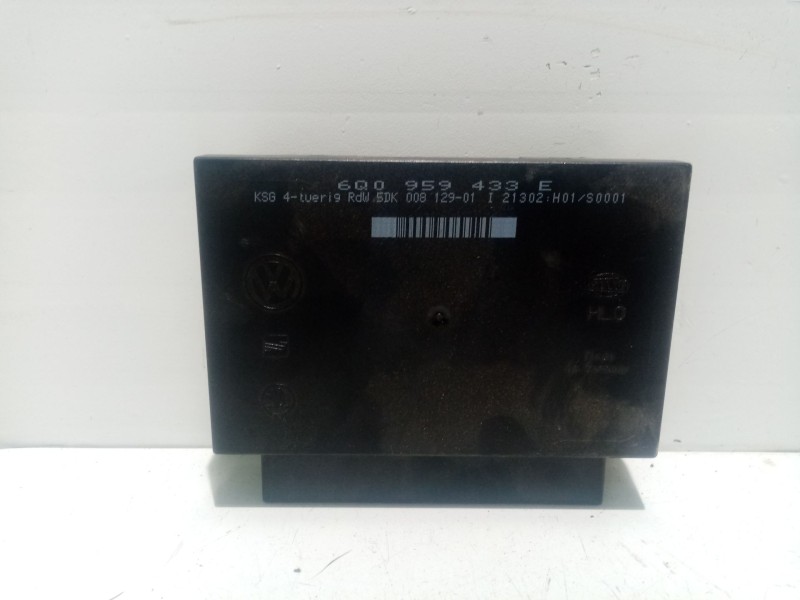 6Q0 959 433 E
KSG 4-tuerig RdW 5DK 008 129-01 I 21302:H01/S0001
HLO